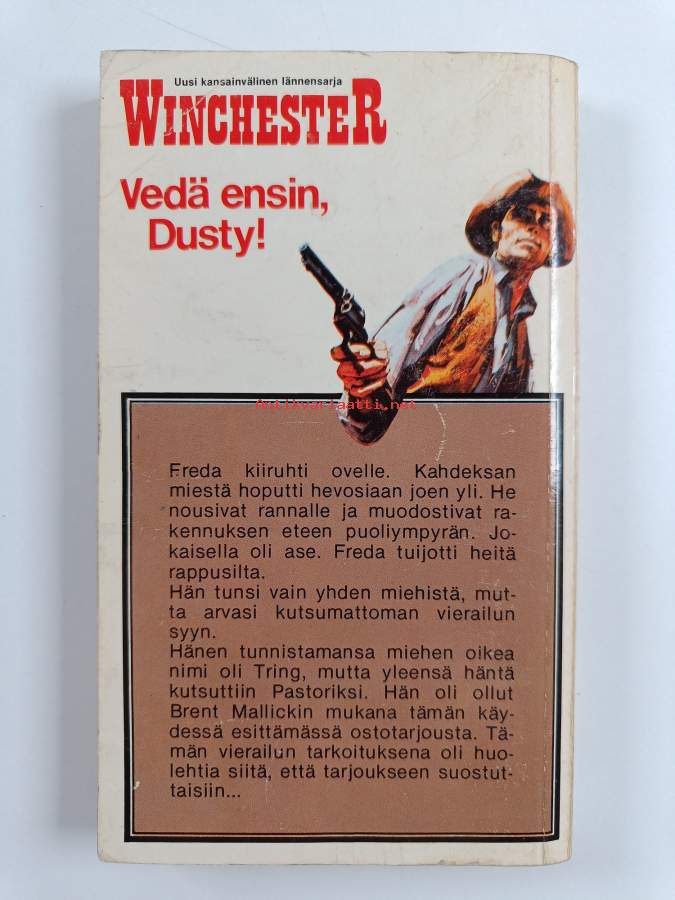 Uusi kansainvälinen lännensarja
WINCHESTER
Vedä ensin,
Dusty!
Antikvariaatti.net
Freda kiiruhti ovelle. Kahdeksan
miestä hoputti hevosiaan joen yli. He
nousivat rannalle ja muodostivat ra-
kennuksen eteen puoliympyrän. Jo-
kaisella oli ase. Freda tuijotti heitä
rappusilta.
Hän tunsi vain yhden miehistä, mut-
ta arvasi kutsumattoman vierailun
syyn.
Hänen tunnistamansa miehen oikea
nimi oli Tring, mutta yleensä häntä
kutsuttiin Pastoriksi. Hän oli ollut
Brent Mallickin mukana tämän käy-
dessä esittämässä ostotarjousta. Tä-
män vierailun tarkoituksena oli huo-
lehtia siitä, että tarjoukseen suostut-
taisiin...